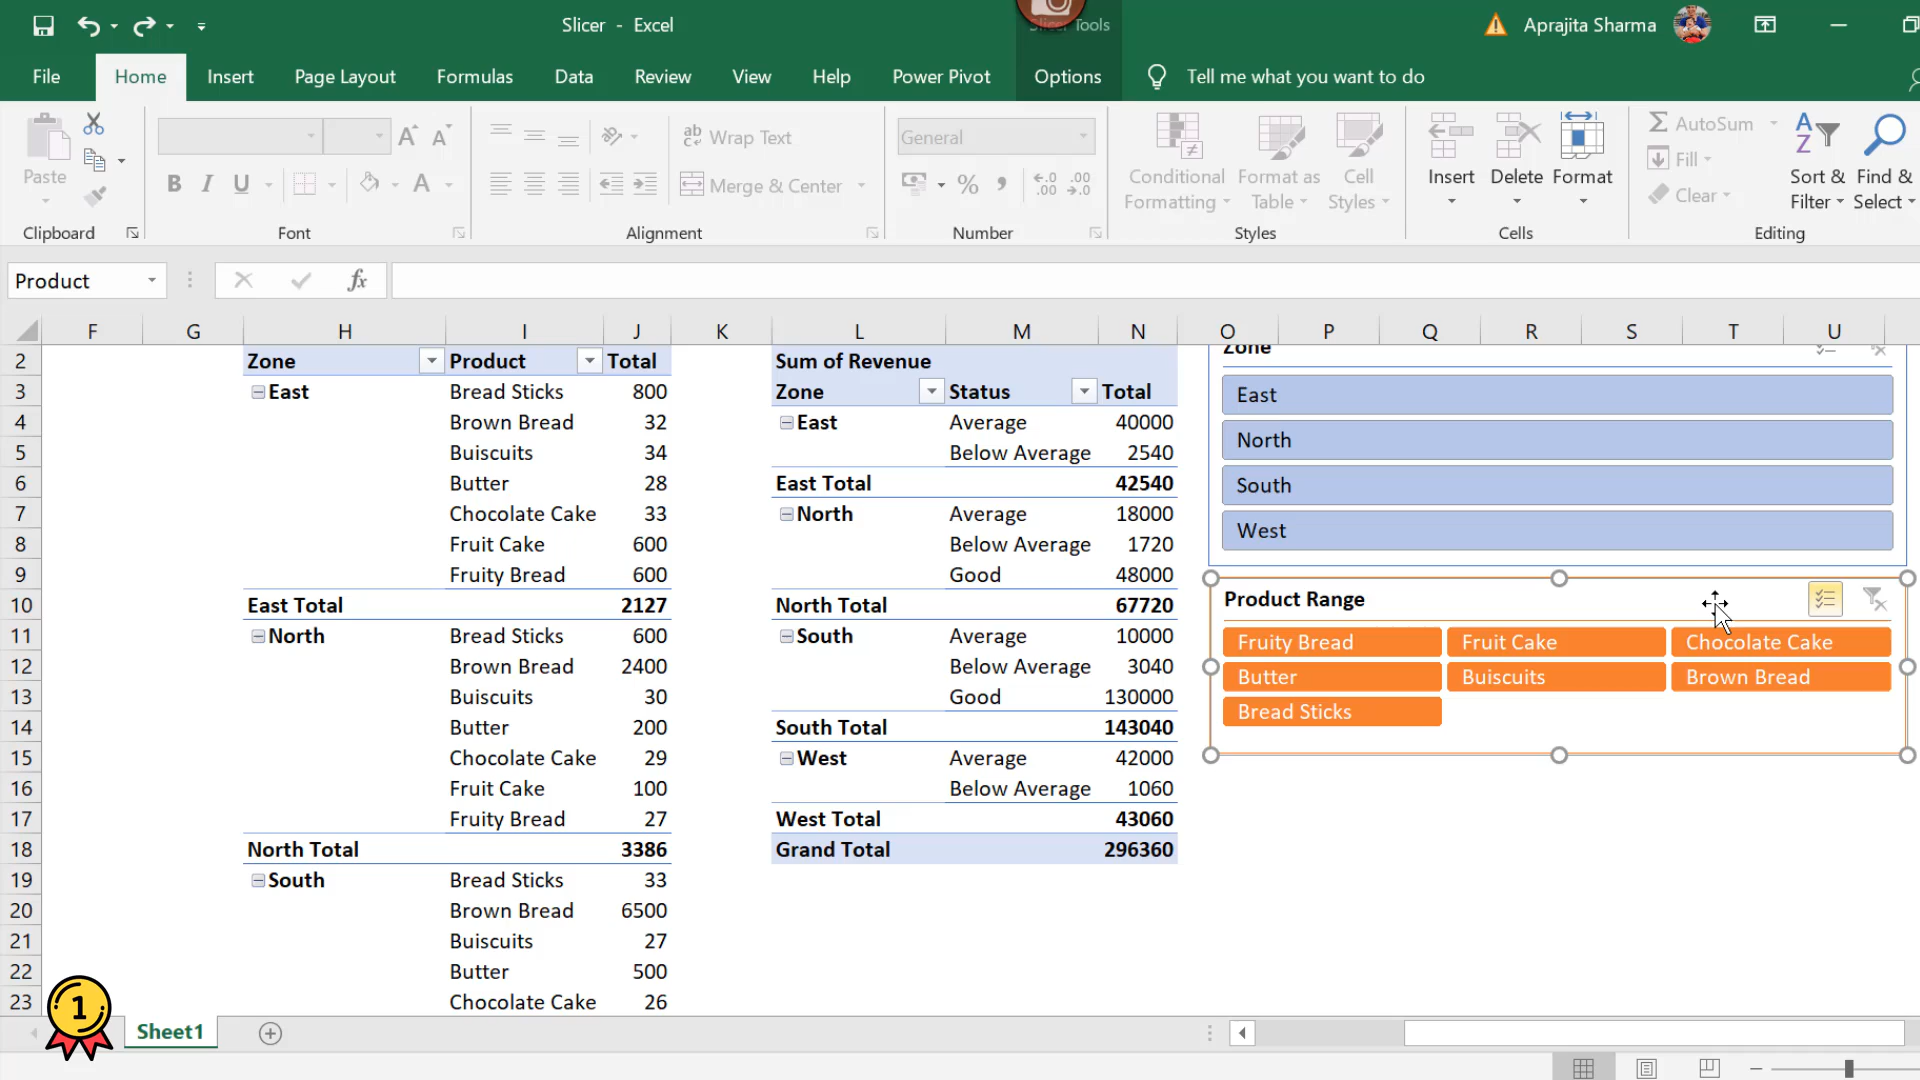 Slicer - Excel
Slicer Tools
Aprajita Sharma
File Home Insert Page Layout Formulas Data Review View Help Power Pivot Options Tell me what you want to do
Paste
Clipboard
B I U A
Font
Wrap Text
Merge & Center
Alignment
General
Number
Conditional Formatting
Format as Table
Cell Styles
Styles
Insert Delete Format
Cells
AutoSum
Fill
Clear
Sort & Filter
Find & Select
Editing
Product fx
F G H I J K L M N O P Q R S T U
2 Zone Product Total Sum of Revenue
3 East Bread Sticks 800 Zone Status Total
4 Brown Bread 32 East Average 40000
5 Buiscuits 34 Below Average 2540
6 Butter 28 East Total 42540
7 Chocolate Cake 33 North Average 18000
8 Fruit Cake 600 Below Average 1720
9 Fruity Bread 600 Good 48000
10 East Total 2127 North Total 67720
11 North Bread Sticks 600 South Average 10000
12 Brown Bread 2400 Below Average 3040
13 Buiscuits 30 Good 130000
14 Butter 200 South Total 143040
15 Chocolate Cake 29 West Average 42000
16 Fruit Cake 100 Below Average 1060
17 Fruity Bread 27 West Total 43060
18 North Total 3386 Grand Total 296360
19 South Bread Sticks 33
20 Brown Bread 6500
21 Buiscuits 27
22 Butter 500
23 Chocolate Cake 26
Zone
East
North
South
West
Product Range
Fruity Bread Fruit Cake Chocolate Cake
Butter Buiscuits Brown Bread
Bread Sticks
1
Sheet1